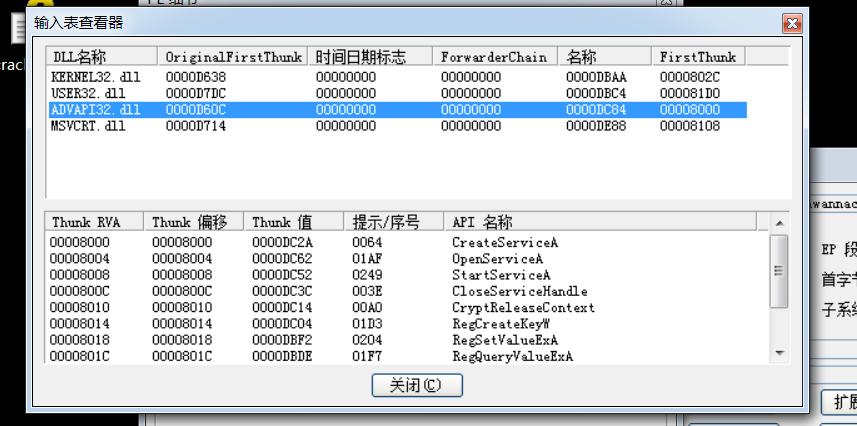 输入表查看器
DLL名称 OriginalFirstThunk 时间日期标志 ForwarderChain 名称 FirstThunk
KERNEL32.dll 0000D638 00000000 00000000 0000DBAA 0000802C
USER32.dll 0000D7DC 00000000 00000000 0000DBC4 000081D0
ADVAPI32.dll 0000D60C 00000000 00000000 0000DC84 00008000
MSVCRT.dll 0000D714 00000000 00000000 0000DE88 00008108
Thunk RVA Thunk 偏移 Thunk 值 提示/序号 API 名称
00008000 00008000 0000DC2A 0064 CreateServiceA
00008004 00008004 0000DC62 01AF OpenServiceA
00008008 00008008 0000DC52 0249 StartServiceA
0000800C 0000800C 0000DC3C 003E CloseServiceHandle
00008010 00008010 0000DC14 00A0 CryptReleaseContext
00008014 00008014 0000DC04 01D3 RegCreateKeyW
00008018 00008018 0000DBF2 0204 RegSetValueExA
0000801C 0000801C 0000DBDE 01F7 RegQueryValueExA
关闭(C)
wannac
EP 段
首字节
子系统
扩展